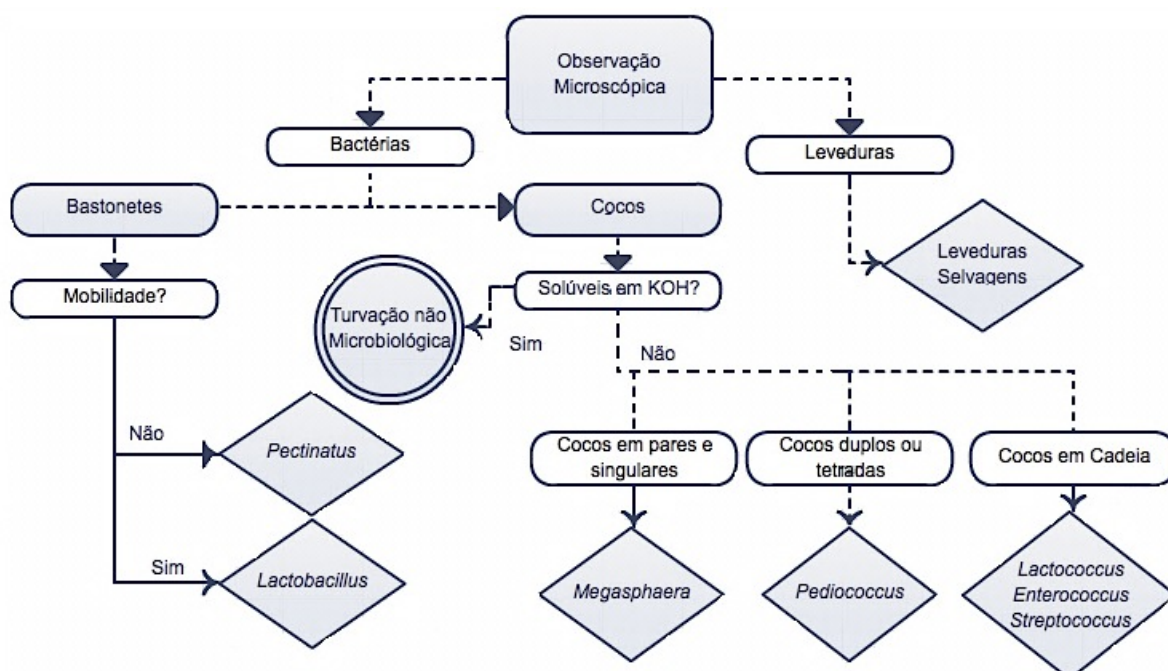 Observação
Microscópica
Bactérias
Leveduras
Bastonetes
Cocos
Leveduras
Selvagens
Mobilidade?
Solúveis em KOH?
Turvação não
Microbiológica
Sim
Não
Não
Pectinatus
Cocos em pares e
singulares
Cocos duplos ou
tetradas
Cocos em Cadeia
Sim
Lactobacillus
Megasphaera
Pediococcus
Lactococcus
Enterococcus
Streptococcus